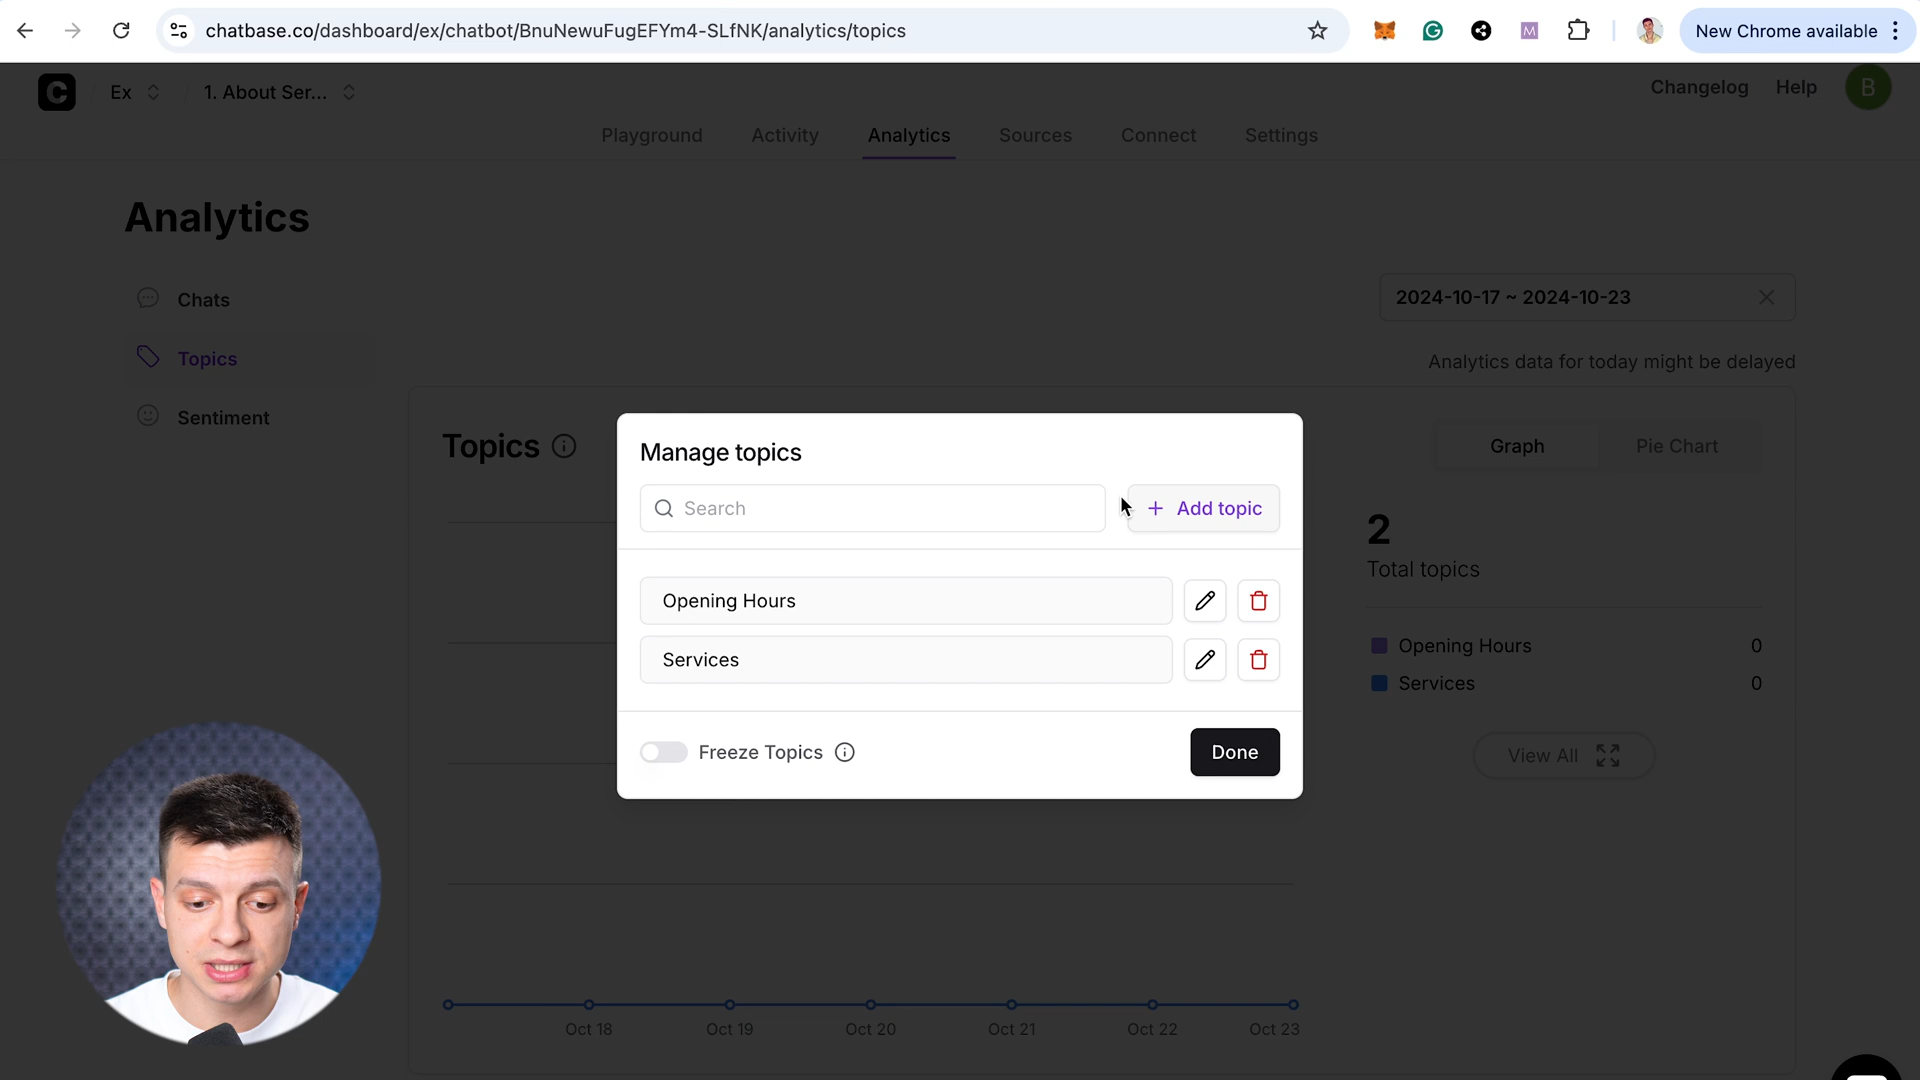 chatbase.co/dashboard/ex/chatbot/BnuNewuFugEFYm4-SLfNK/analytics/topics
New Chrome available
C
Ex
1. About Ser...
Changelog
Help
B
Playground
Activity
Analytics
Sources
Connect
Settings
Analytics
Chats
Topics
Sentiment
2024-10-17 ~ 2024-10-23
Analytics data for today might be delayed
Topics
Graph
Pie Chart
Manage topics
Search
+ Add topic
Opening Hours
Services
Freeze Topics
Done
2
Total topics
Opening Hours 0
Services 0
View All
Oct 18
Oct 19
Oct 20
Oct 21
Oct 22
Oct 23